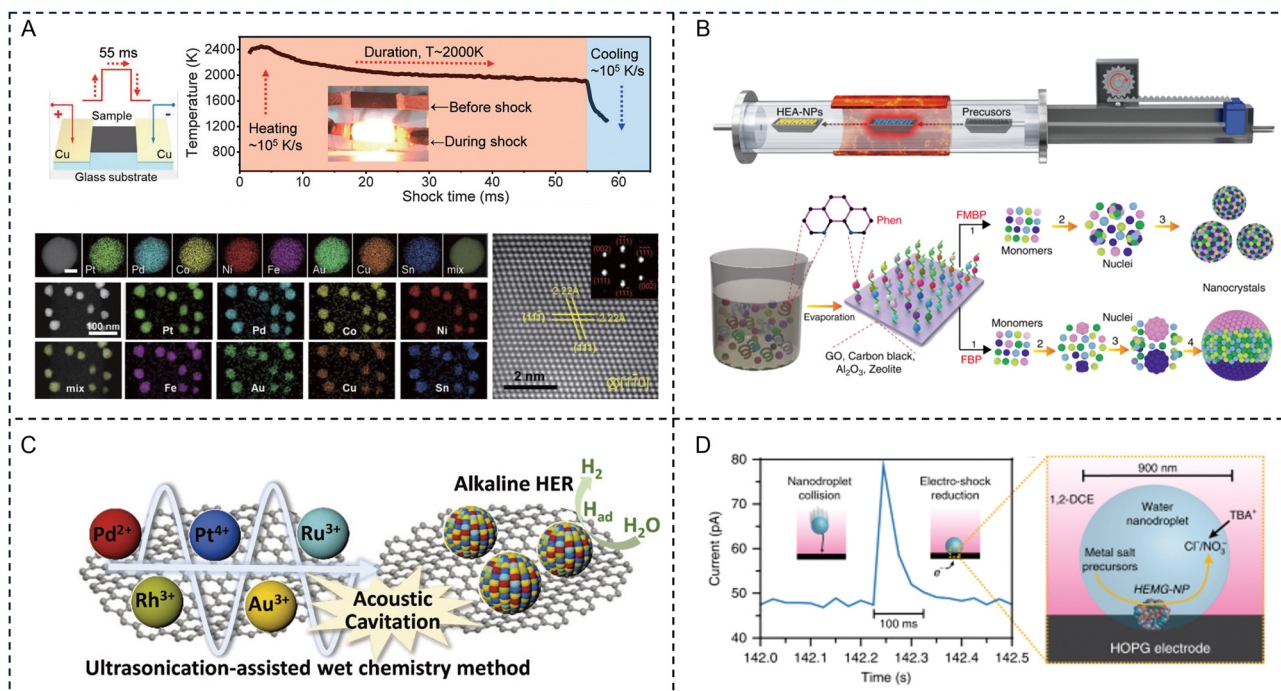 A
55 ms
Sample
+
-
Cu
Cu
Glass substrate
Temperature (K)
2400
2000
1600
1200
800
Duration, T~2000K
Cooling
~10⁵ K/s
Heating
~10⁵ K/s
←Before shock
←During shock
0 10 20 30 40 50 60
Shock time (ms)
Pt Pd Co Ni Fe Au Cu Sn mix
100 nm
Pt Pd Co Ni
mix Fe Au Cu Sn
2.22Å
2.22Å
2 nm
B
HEA-NPs
Precusors
Phen
Evaporation
GO, Carbon black,
Al₂O₃, Zeolite
FMBP
1
Monomers
2
Nuclei
3
Nanocrystals
FBP
1
Monomers
2
Nuclei
3
4
C
Pd²⁺
Pt⁴⁺
Ru³⁺
Rh³⁺
Au³⁺
Acoustic
Cavitation
Alkaline HER
H₂
H_ad
H₂O
Ultrasonication-assisted wet chemistry method
D
Current (pA)
80
70
60
50
40
Nanodroplet
collision
Electro-shock
reduction
e⁻
100 ms
142.0 142.1 142.2 142.3 142.4 142.5
Time (s)
900 nm
1,2-DCE
Water
nanodroplet
TBA⁺
Cl⁻/NO₃⁻
Metal salt
precursors
HEMG-NP
HOPG electrode